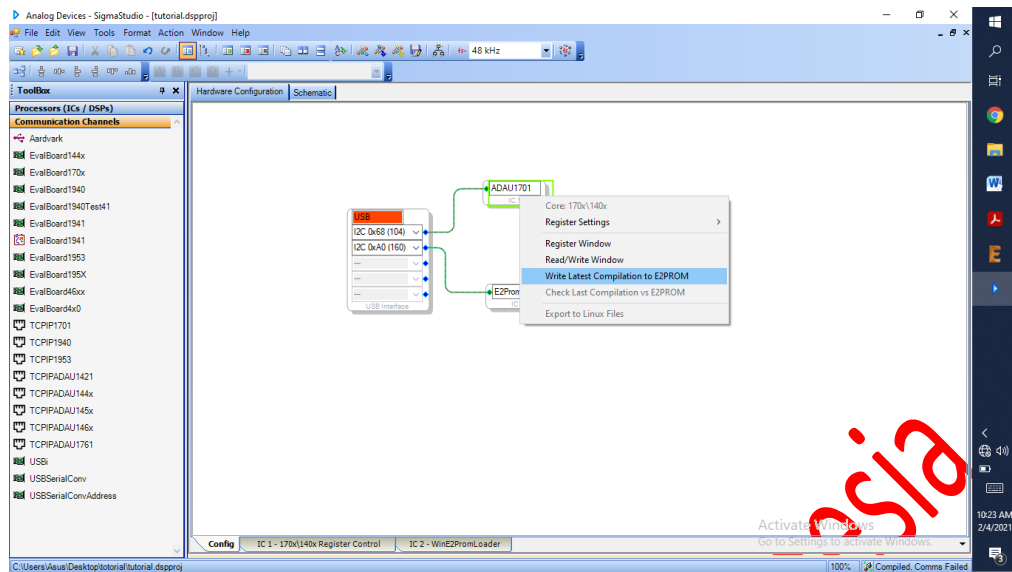 Analog Devices - SigmaStudio - [tutorial.dspproj]
File Edit View Tools Format Action Window Help
48 kHz
ToolBox
Hardware Configuration Schematic
Processors (ICs / DSPs)
Communication Channels
Aardvark
EvalBoard144x
EvalBoard170x
EvalBoard1940
EvalBoard1940Test41
EvalBoard1941
EvalBoard1941
EvalBoard1953
EvalBoard195X
EvalBoard46xx
EvalBoard4x0
TCPIP1701
TCPIP1940
TCPIP1953
TCPIPADAU1421
TCPIPADAU144x
TCPIPADAU145x
TCPIPADAU146x
TCPIPADAU1761
USBi
USBSerialConv
USBSerialConvAddress
USB
I2C 0x68 (104)
I2C 0xA0 (160)
---
---
---
USB Interface
ADAU1701
IC
E2Prom
IC
Core: 170x\140x
Register Settings
Register Window
Read/Write Window
Write Latest Compilation to E2PROM
Check Last Compilation vs E2PROM
Export to Linux Files
Activate Windows
Go to Settings to activate Windows.
Config IC 1 - 170x\140x Register Control IC 2 - WinE2PromLoader
C:\Users\Asus\Desktop\totorial\tutorial.dspproj
100% Compiled, Comms Failed
10:23 AM
2/4/2021
3